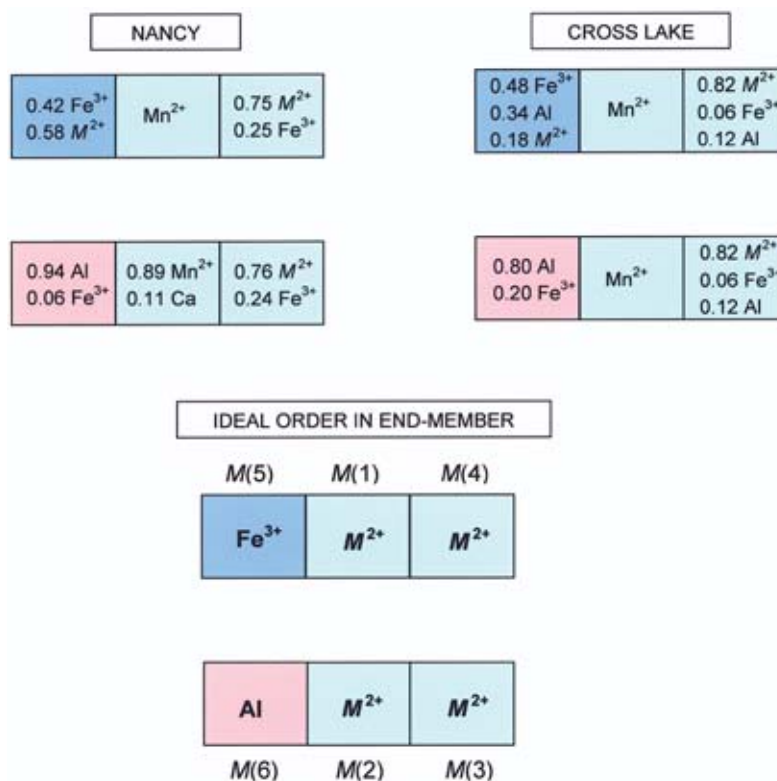 NANCY
CROSS LAKE
0.42 Fe³⁺
0.58 M²⁺
Mn²⁺
0.75 M²⁺
0.25 Fe³⁺
0.48 Fe³⁺
0.34 Al
0.18 M²⁺
Mn²⁺
0.82 M²⁺
0.06 Fe³⁺
0.12 Al
0.94 Al
0.06 Fe³⁺
0.89 Mn²⁺
0.11 Ca
0.76 M²⁺
0.24 Fe³⁺
0.80 Al
0.20 Fe³⁺
Mn²⁺
0.82 M²⁺
0.06 Fe³⁺
0.12 Al
IDEAL ORDER IN END-MEMBER
M(5) M(1) M(4)
Fe³⁺ M²⁺ M²⁺
Al M²⁺ M²⁺
M(6) M(2) M(3)